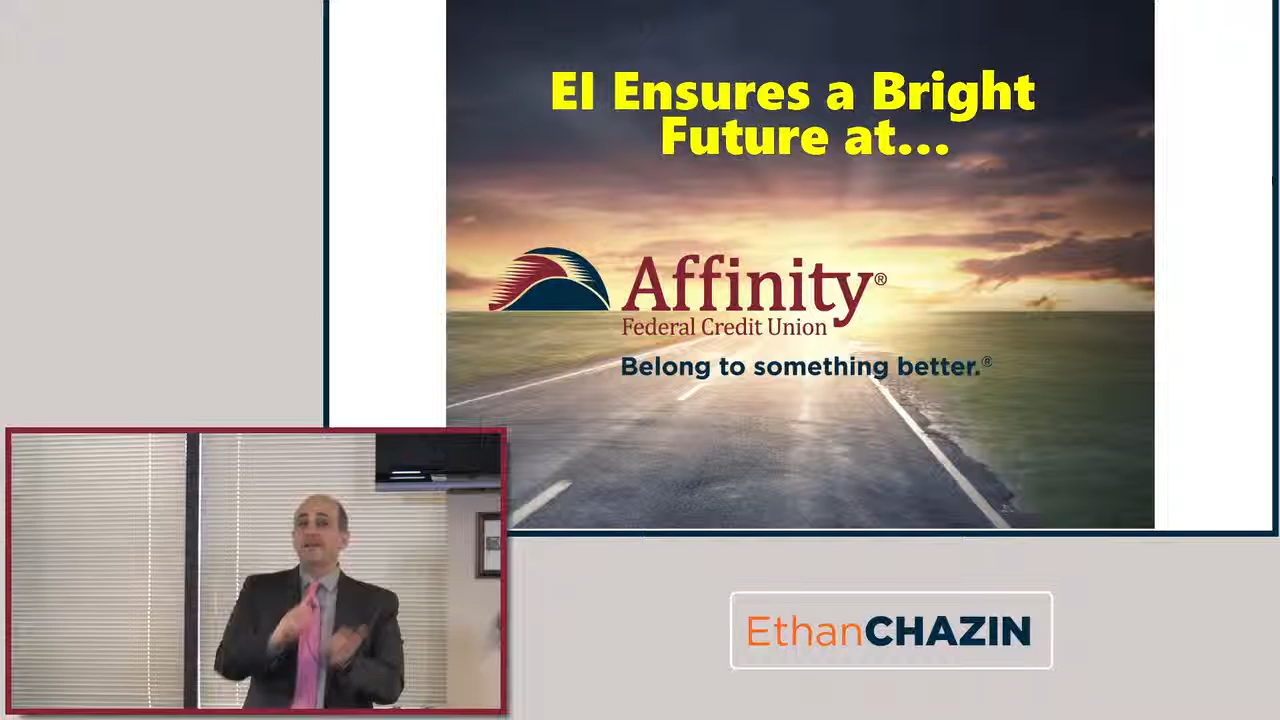 EI Ensures a Bright
Future at...
Affinity®
Federal Credit Union
Belong to something better.®
EthanCHAZIN